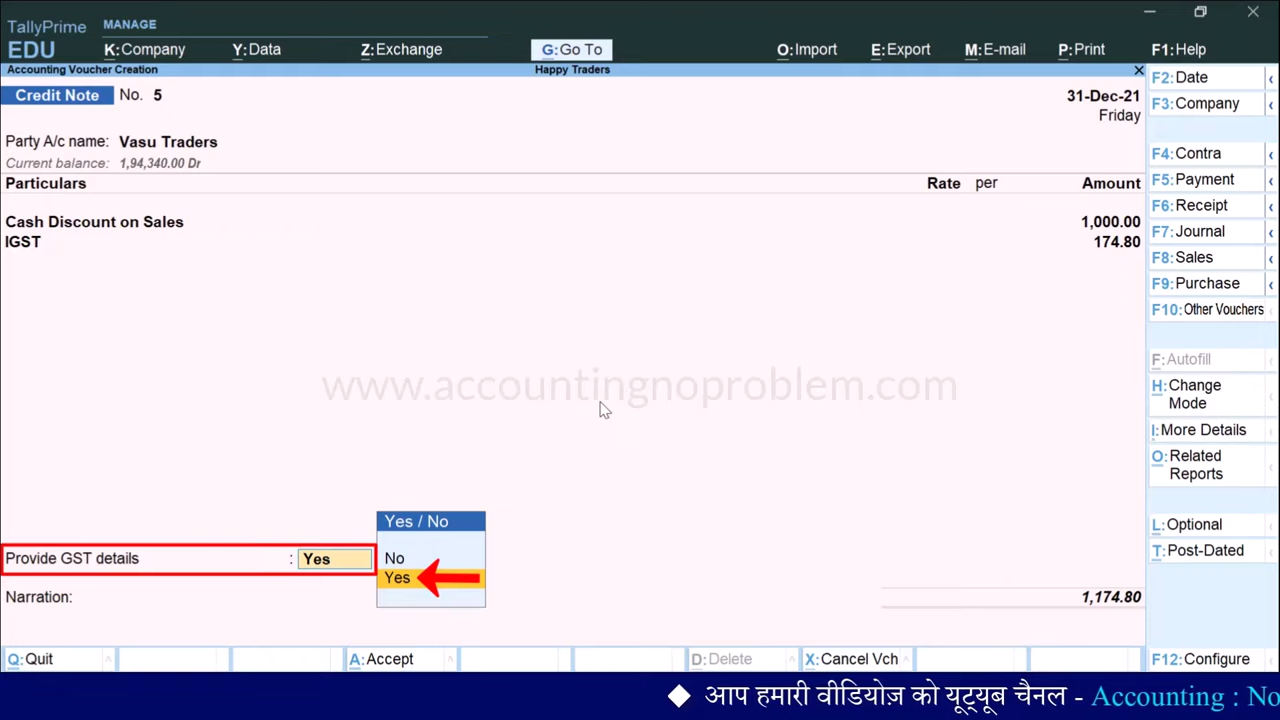 TallyPrime
EDU
MANAGE
K:Company Y:Data Z:Exchange G:Go To O:Import E:Export M:E-mail P:Print F1:Help
Accounting Voucher Creation Happy Traders
Credit Note No. 5 31-Dec-21
Friday
Party A/c name: Vasu Traders
Current balance: 1,94,340.00 Dr
Particulars Rate per Amount
Cash Discount on Sales 1,000.00
IGST 174.80
www.accountingnoproblem.com
Yes / No
No
Yes
Provide GST details : Yes
Narration: 1,174.80
F2:Date
F3:Company
F4:Contra
F5:Payment
F6:Receipt
F7:Journal
F8:Sales
F9:Purchase
F10:Other Vouchers
F:Autofill
H:Change
Mode
I:More Details
O:Related
Reports
L:Optional
T:Post-Dated
Q:Quit A:Accept D:Delete X:Cancel Vch F12:Configure
◆ आप हमारी वीडियोज़ को यूट्यूब चैनल - Accounting : No